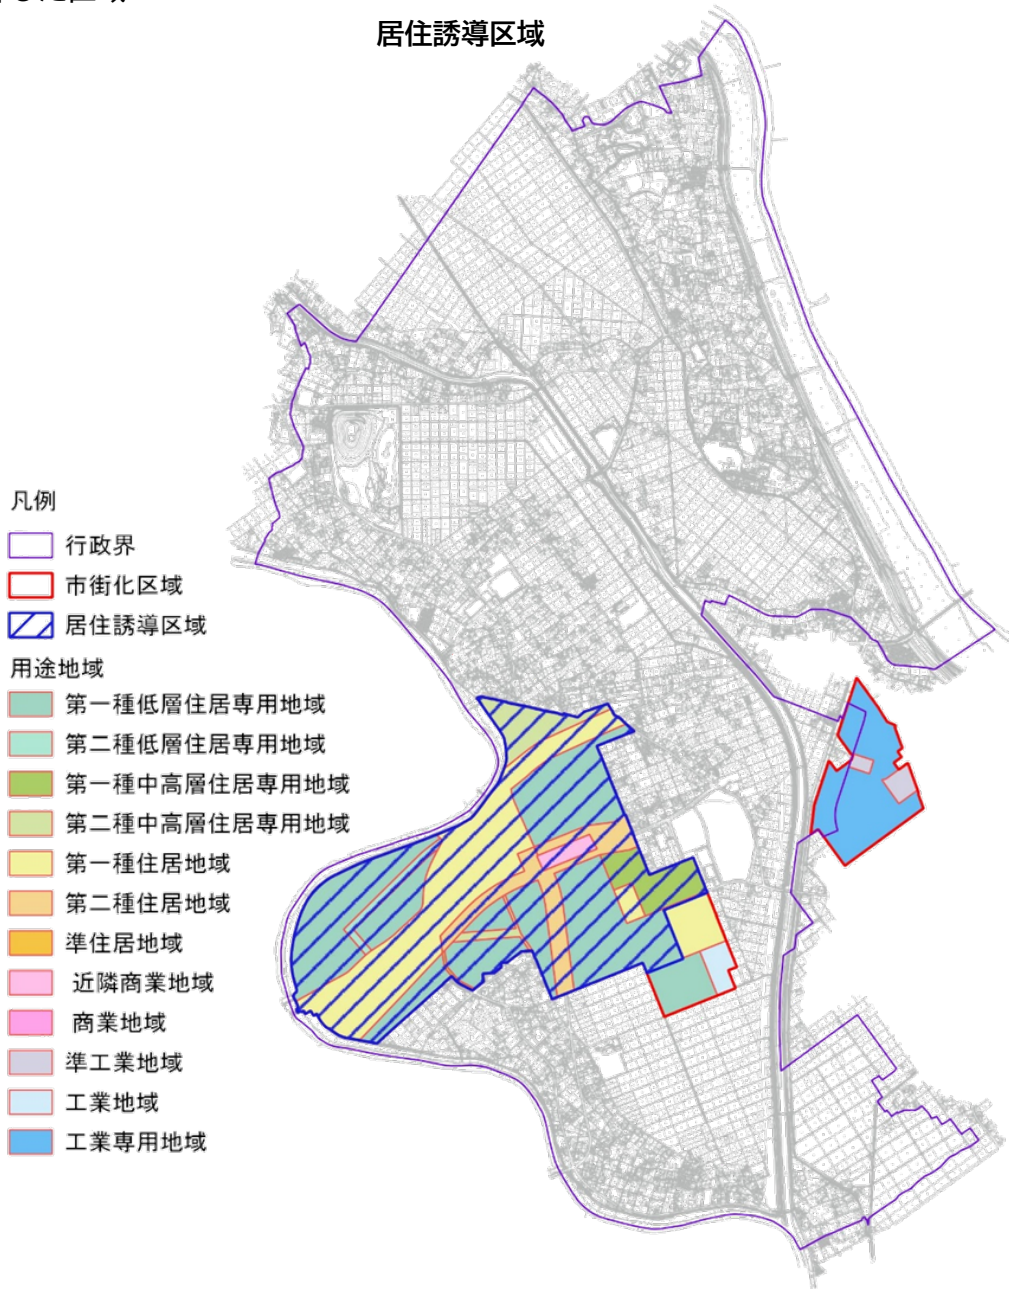 した区域
居住誘導区域
凡例
行政界
市街化区域
居住誘導区域
用途地域
第一種低層住居専用地域
第二種低層住居専用地域
第一種中高層住居専用地域
第二種中高層住居専用地域
第一種住居地域
第二種住居地域
準住居地域
近隣商業地域
商業地域
準工業地域
工業地域
工業専用地域